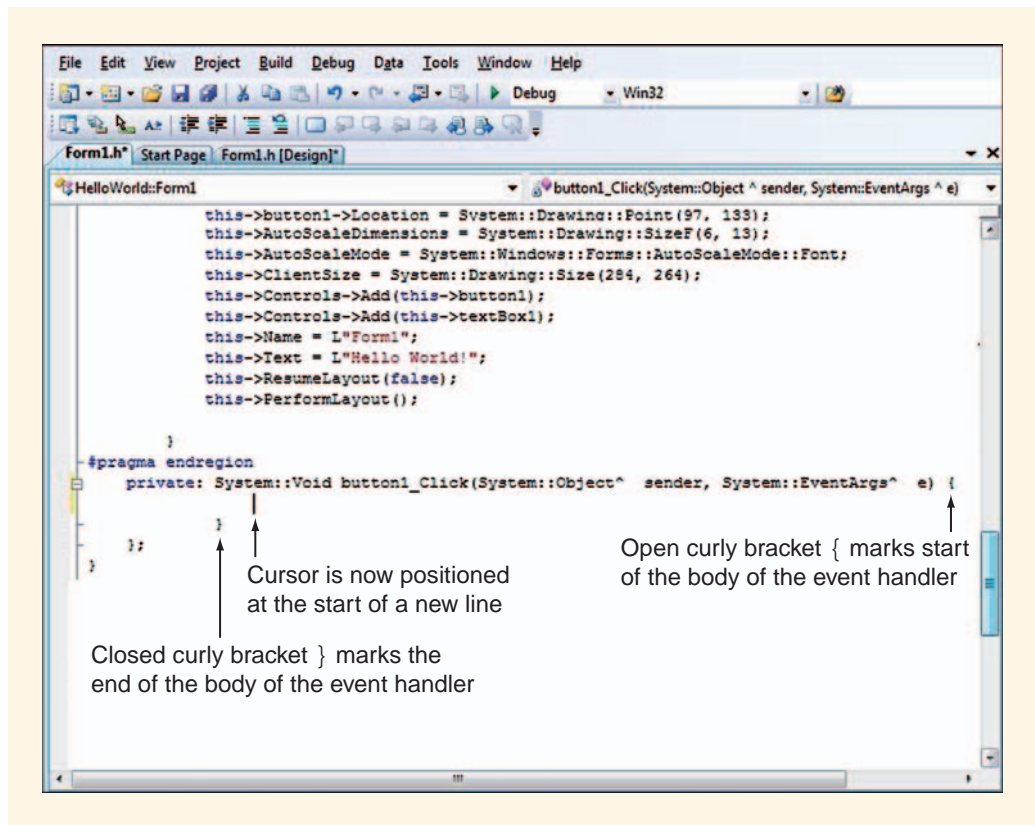 File Edit View Project Build Debug Data Tools Window Help
Debug Win32
Form1.h* Start Page Form1.h [Design]*
HelloWorld::Form1 button1_Click(System::Object ^ sender, System::EventArgs ^ e)
this->button1->Location = System::Drawing::Point(97, 133);
this->AutoScaleDimensions = System::Drawing::SizeF(6, 13);
this->AutoScaleMode = System::Windows::Forms::AutoScaleMode::Font;
this->ClientSize = System::Drawing::Size(284, 264);
this->Controls->Add(this->button1);
this->Controls->Add(this->textBox1);
this->Name = L"Form1";
this->Text = L"Hello World!";
this->ResumeLayout(false);
this->PerformLayout();
}
#pragma endregion
private: System::Void button1_Click(System::Object^ sender, System::EventArgs^ e) {
}
};
}
Open curly bracket { marks start
of the body of the event handler
Cursor is now positioned
at the start of a new line
Closed curly bracket } marks the
end of the body of the event handler